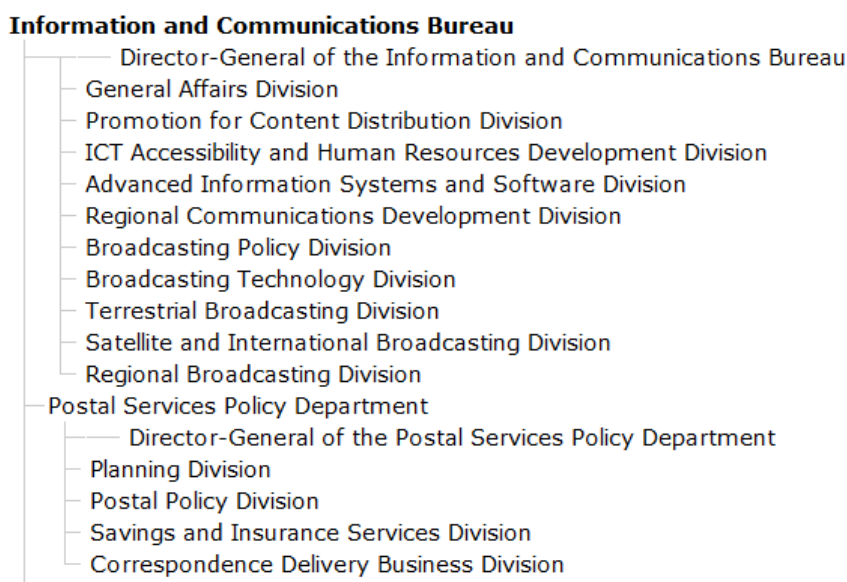 Information and Communications Bureau
Director-General of the Information and Communications Bureau
General Affairs Division
Promotion for Content Distribution Division
ICT Accessibility and Human Resources Development Division
Advanced Information Systems and Software Division
Regional Communications Development Division
Broadcasting Policy Division
Broadcasting Technology Division
Terrestrial Broadcasting Division
Satellite and International Broadcasting Division
Regional Broadcasting Division
Postal Services Policy Department
Director-General of the Postal Services Policy Department
Planning Division
Postal Policy Division
Savings and Insurance Services Division
Correspondence Delivery Business Division